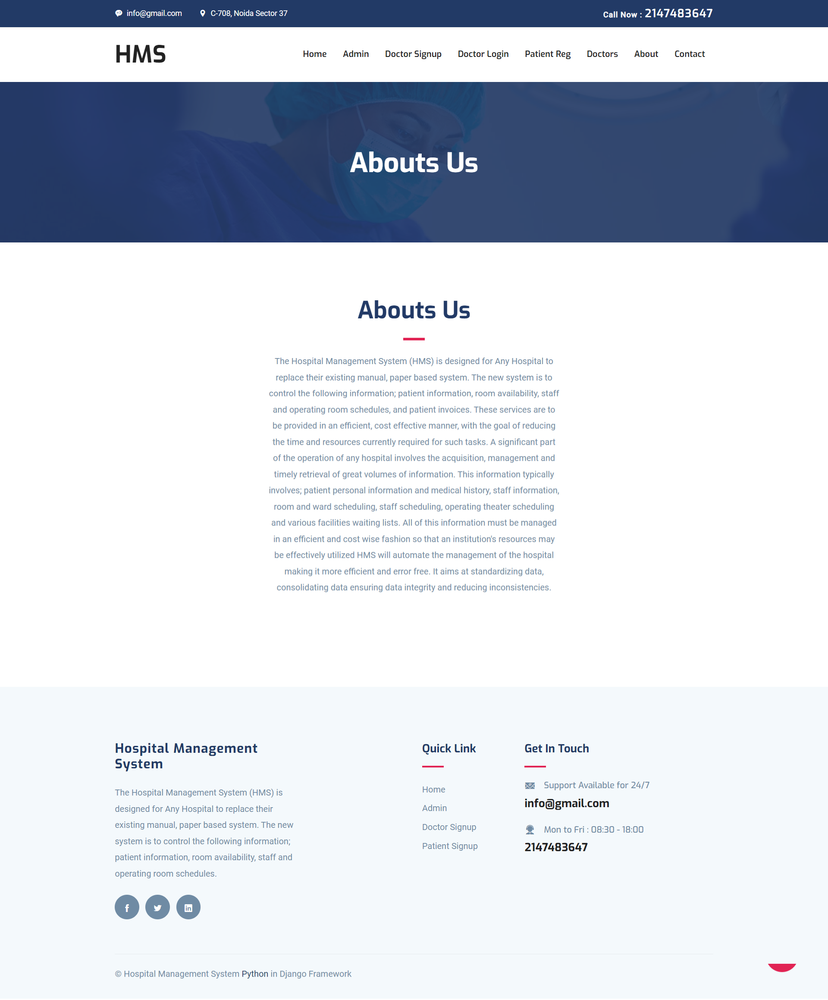 info@gmail.com C-708, Noida Sector 37 Call Now : 2147483647
HMS
Home Admin Doctor Signup Doctor Login Patient Reg Doctors About Contact
Abouts Us
Abouts Us
The Hospital Management System (HMS) is designed for Any Hospital to
replace their existing manual, paper based system. The new system is to
control the following information; patient information, room availability, staff
and operating room schedules, and patient invoices. These services are to
be provided in an efficient, cost effective manner, with the goal of reducing
the time and resources currently required for such tasks. A significant part
of the operation of any hospital involves the acquisition, management and
timely retrieval of great volumes of information. This information typically
involves; patient personal information and medical history, staff information,
room and ward scheduling, staff scheduling, operating theater scheduling
and various facilities waiting lists. All of this information must be managed
in an efficient and cost wise fashion so that an institution's resources may
be effectively utilized HMS will automate the management of the hospital
making it more efficient and error free. It aims at standardizing data,
consolidating data ensuring data integrity and reducing inconsistencies.
Hospital Management
System
The Hospital Management System (HMS) is
designed for Any Hospital to replace their
existing manual, paper based system. The new
system is to control the following information;
patient information, room availability, staff and
operating room schedules.
Quick Link
Home
Admin
Doctor Signup
Patient Signup
Get In Touch
Support Available for 24/7
info@gmail.com
Mon to Fri : 08:30 - 18:00
2147483647
© Hospital Management System Python in Django Framework